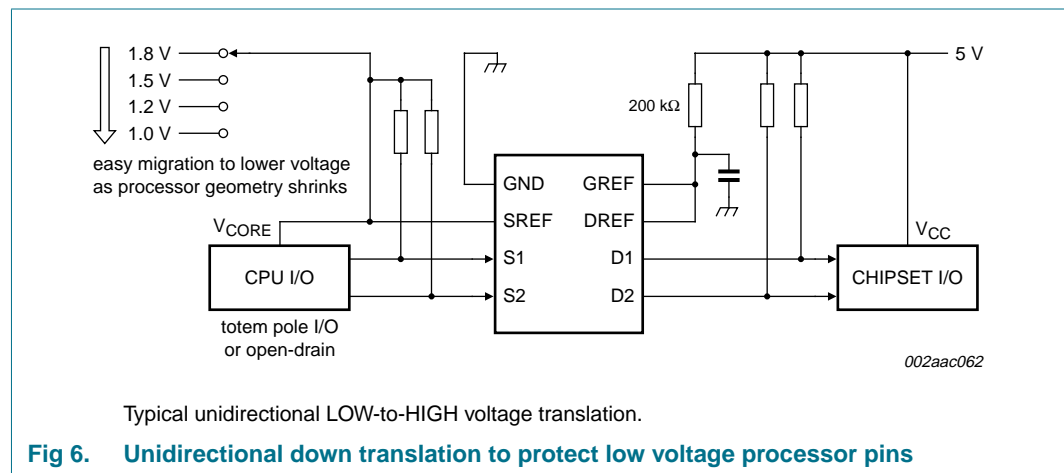 1.8 V
1.5 V
1.2 V
1.0 V
easy migration to lower voltage
as processor geometry shrinks
5 V
200 kΩ
GND
GREF
SREF
DREF
S1
D1
S2
D2
VCORE
CPU I/O
totem pole I/O
or open-drain
VCC
CHIPSET I/O
002aac062
Typical unidirectional LOW-to-HIGH voltage translation.
Fig 6. Unidirectional down translation to protect low voltage processor pins